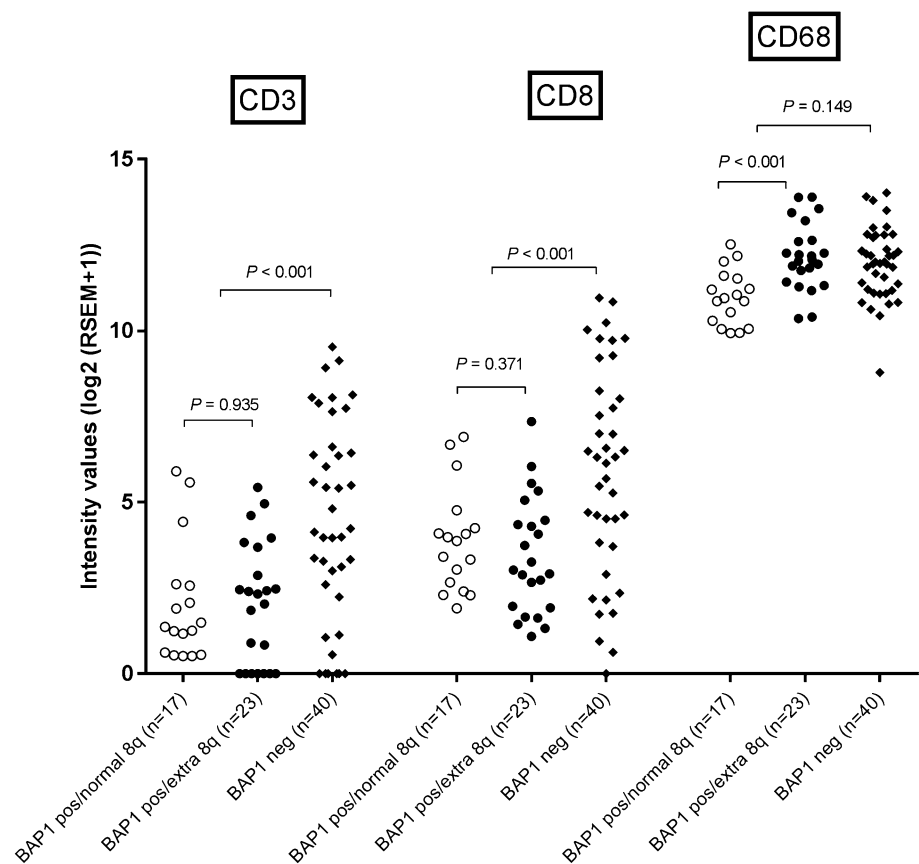 CD68
CD3
CD8
P = 0.149
P < 0.001
P < 0.001
P < 0.001
P = 0.371
P = 0.935
Intensity values (log2 (RSEM+1))
15
10
5
0
BAP1 pos/normal 8q (n=17)
BAP1 pos/extra 8q (n=23)
BAP1 neg (n=40)
BAP1 pos/normal 8q (n=17)
BAP1 pos/extra 8q (n=23)
BAP1 neg (n=40)
BAP1 pos/normal 8q (n=17)
BAP1 pos/extra 8q (n=23)
BAP1 neg (n=40)